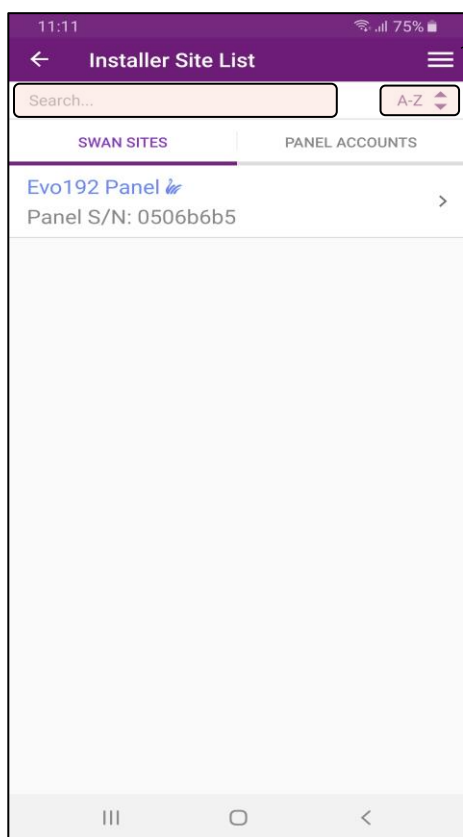 11:11 75%
Installer Site List
Search... A-Z
SWAN SITES PANEL ACCOUNTS
Evo192 Panel
Panel S/N: 0506b6b5